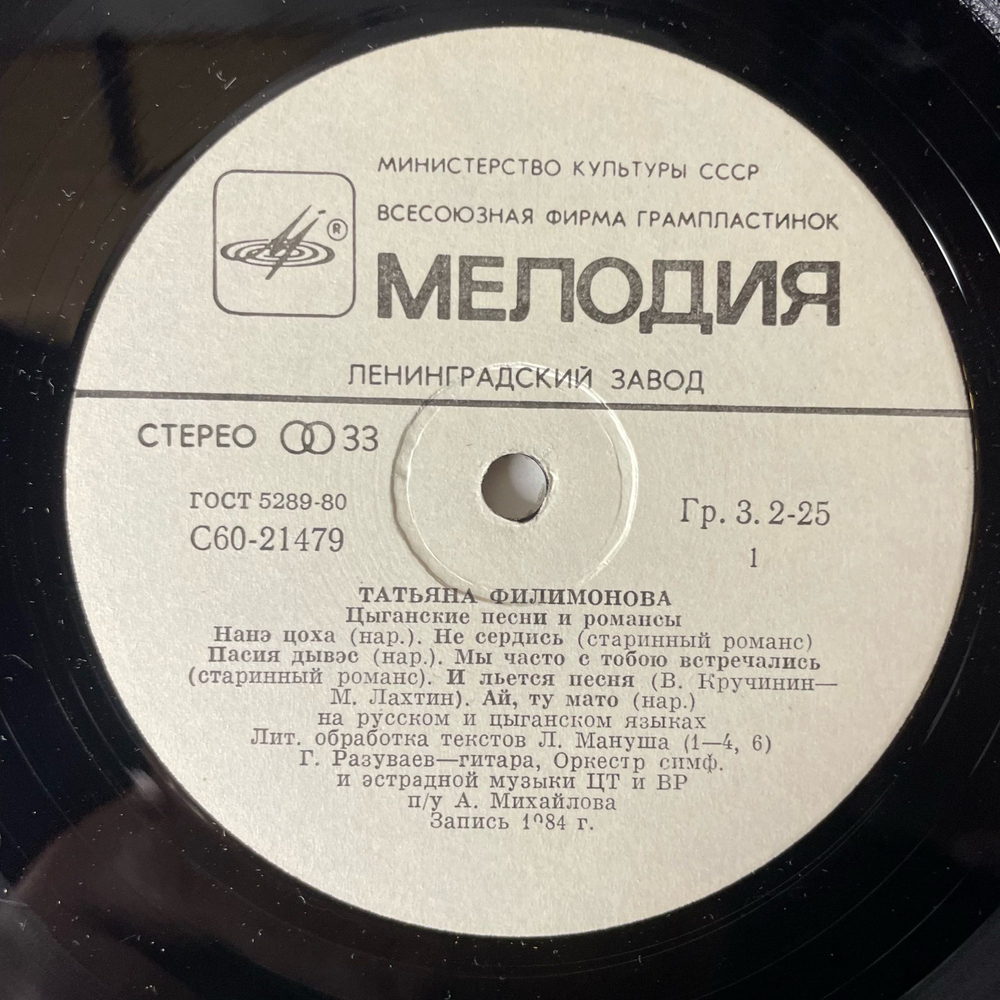 МИНИСТЕРСТВО КУЛЬТУРЫ СССР
ВСЕСОЮЗНАЯ ФИРМА ГРАМПЛАСТИНОК
®
МЕЛОДИЯ
ЛЕНИНГРАДСКИЙ ЗАВОД
СТЕРЕО 33
ГОСТ 5289-80
С60-21479
Гр. 3. 2-25
1
ТАТЬЯНА ФИЛИМОНОВА
Цыганские песни и романсы
Нанэ цоха (нар.). Не сердись (старинный романс)
Пасия дывэс (нар.). Мы часто с тобою встречались
(старинный романс). И льется песня (В. Кручинин—
М. Лахтин). Ай, ту мато (нар.)
на русском и цыганском языках
Лит. обработка текстов Л. Мануша (1—4, 6)
Г. Разуваев—гитара, Оркестр симф.
и эстрадной музыки ЦТ и ВР
п/у А. Михайлова
Запись 1984 г.